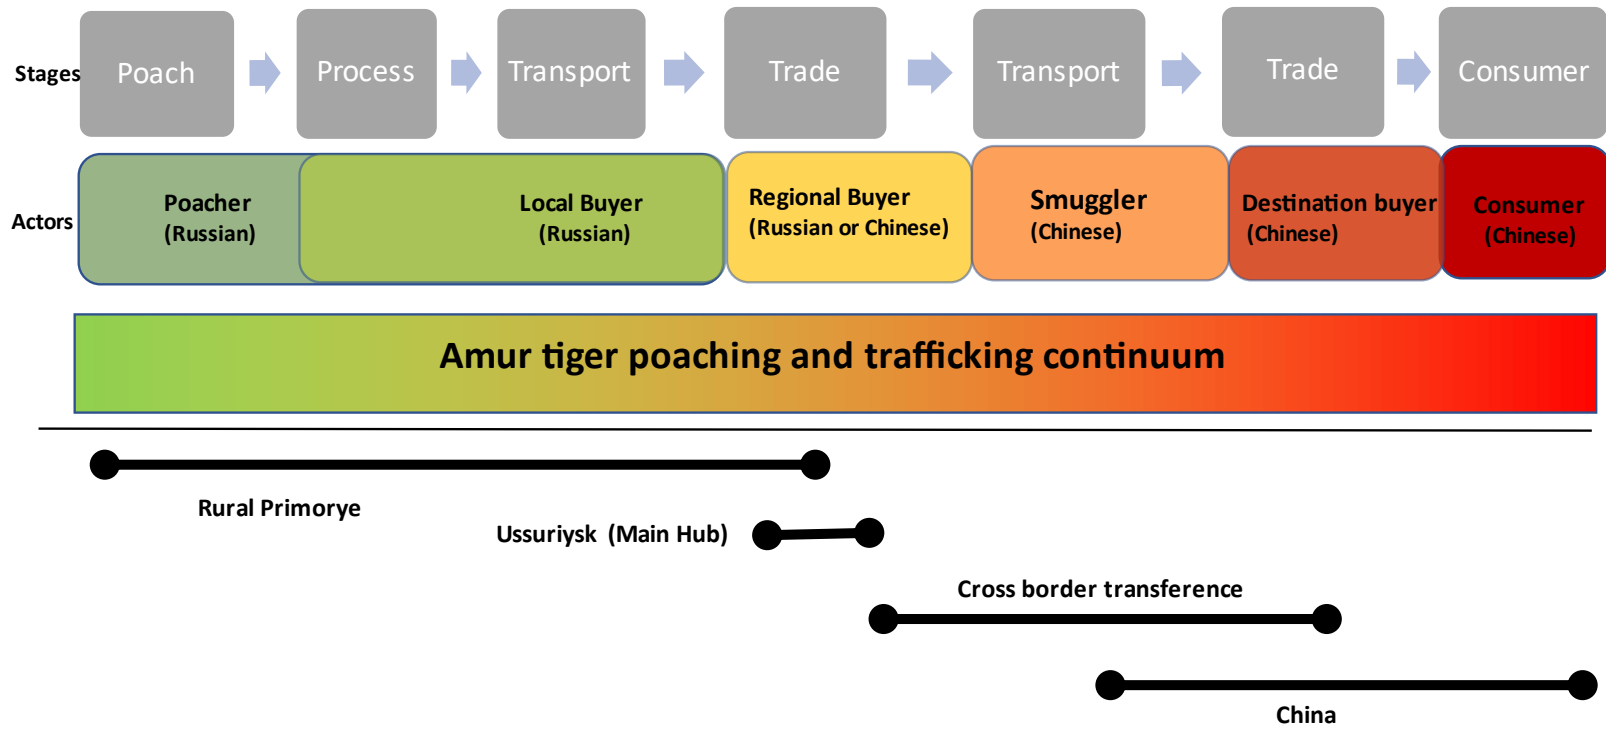 Stages
Poach
Process
Transport
Trade
Transport
Trade
Consumer
Actors
Poacher
(Russian)
Local Buyer
(Russian)
Regional Buyer
(Russian or Chinese)
Smuggler
(Chinese)
Destination buyer
(Chinese)
Consumer
(Chinese)
Amur tiger poaching and trafficking continuum
Rural Primorye
Ussuriysk (Main Hub)
Cross border transference
China